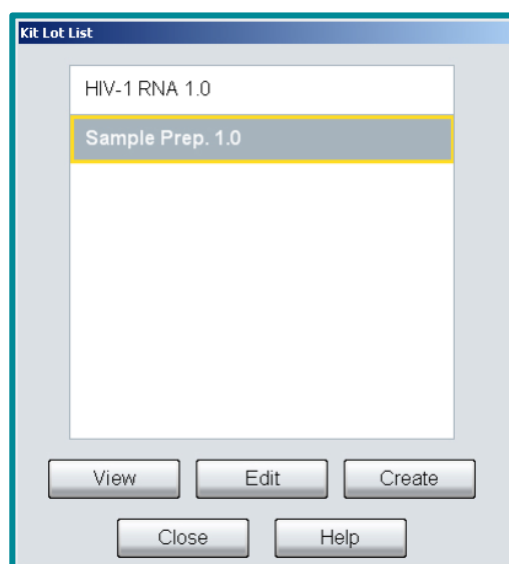 Kit Lot List
HIV-1 RNA 1.0
Sample Prep. 1.0
View Edit Create
Close Help